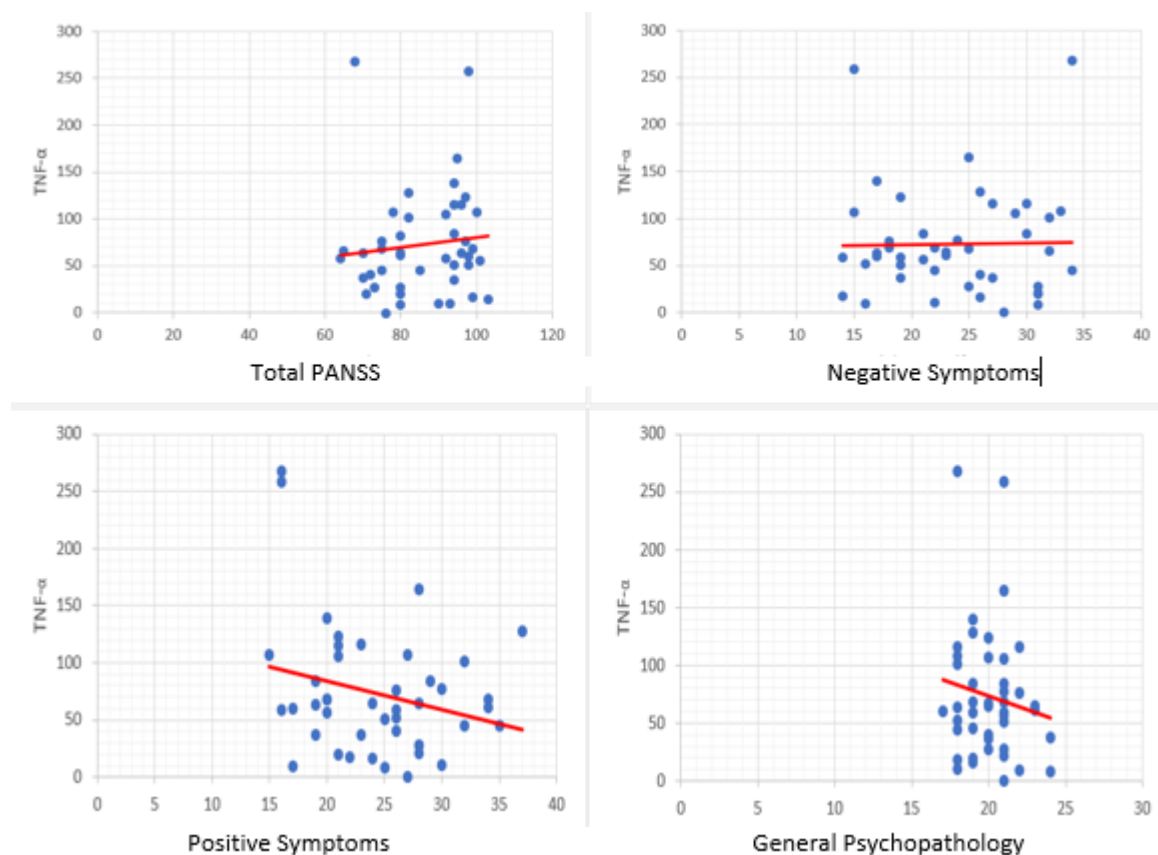 300
250
200
150
100
50
0
TNF-α
0 20 40 60 80 100 120
Total PANSS
300
250
200
150
100
50
0
TNF-α
0 5 10 15 20 25 30 35 40
Negative Symptoms
300
250
200
150
100
50
0
TNF-α
0 5 10 15 20 25 30 35 40
Positive Symptoms
300
250
200
150
100
50
0
TNF-α
0 5 10 15 20 25 30
General Psychopathology